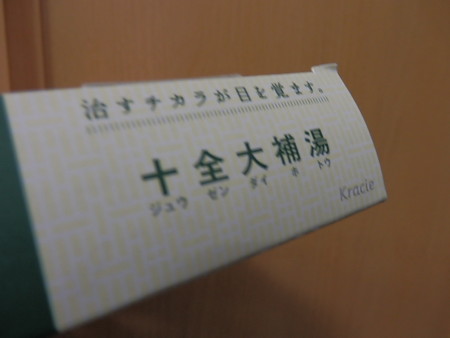 治すチカラが目を覚ます。
十全大補湯
ジュウ ゼン ダイ ホ トウ
Kracie